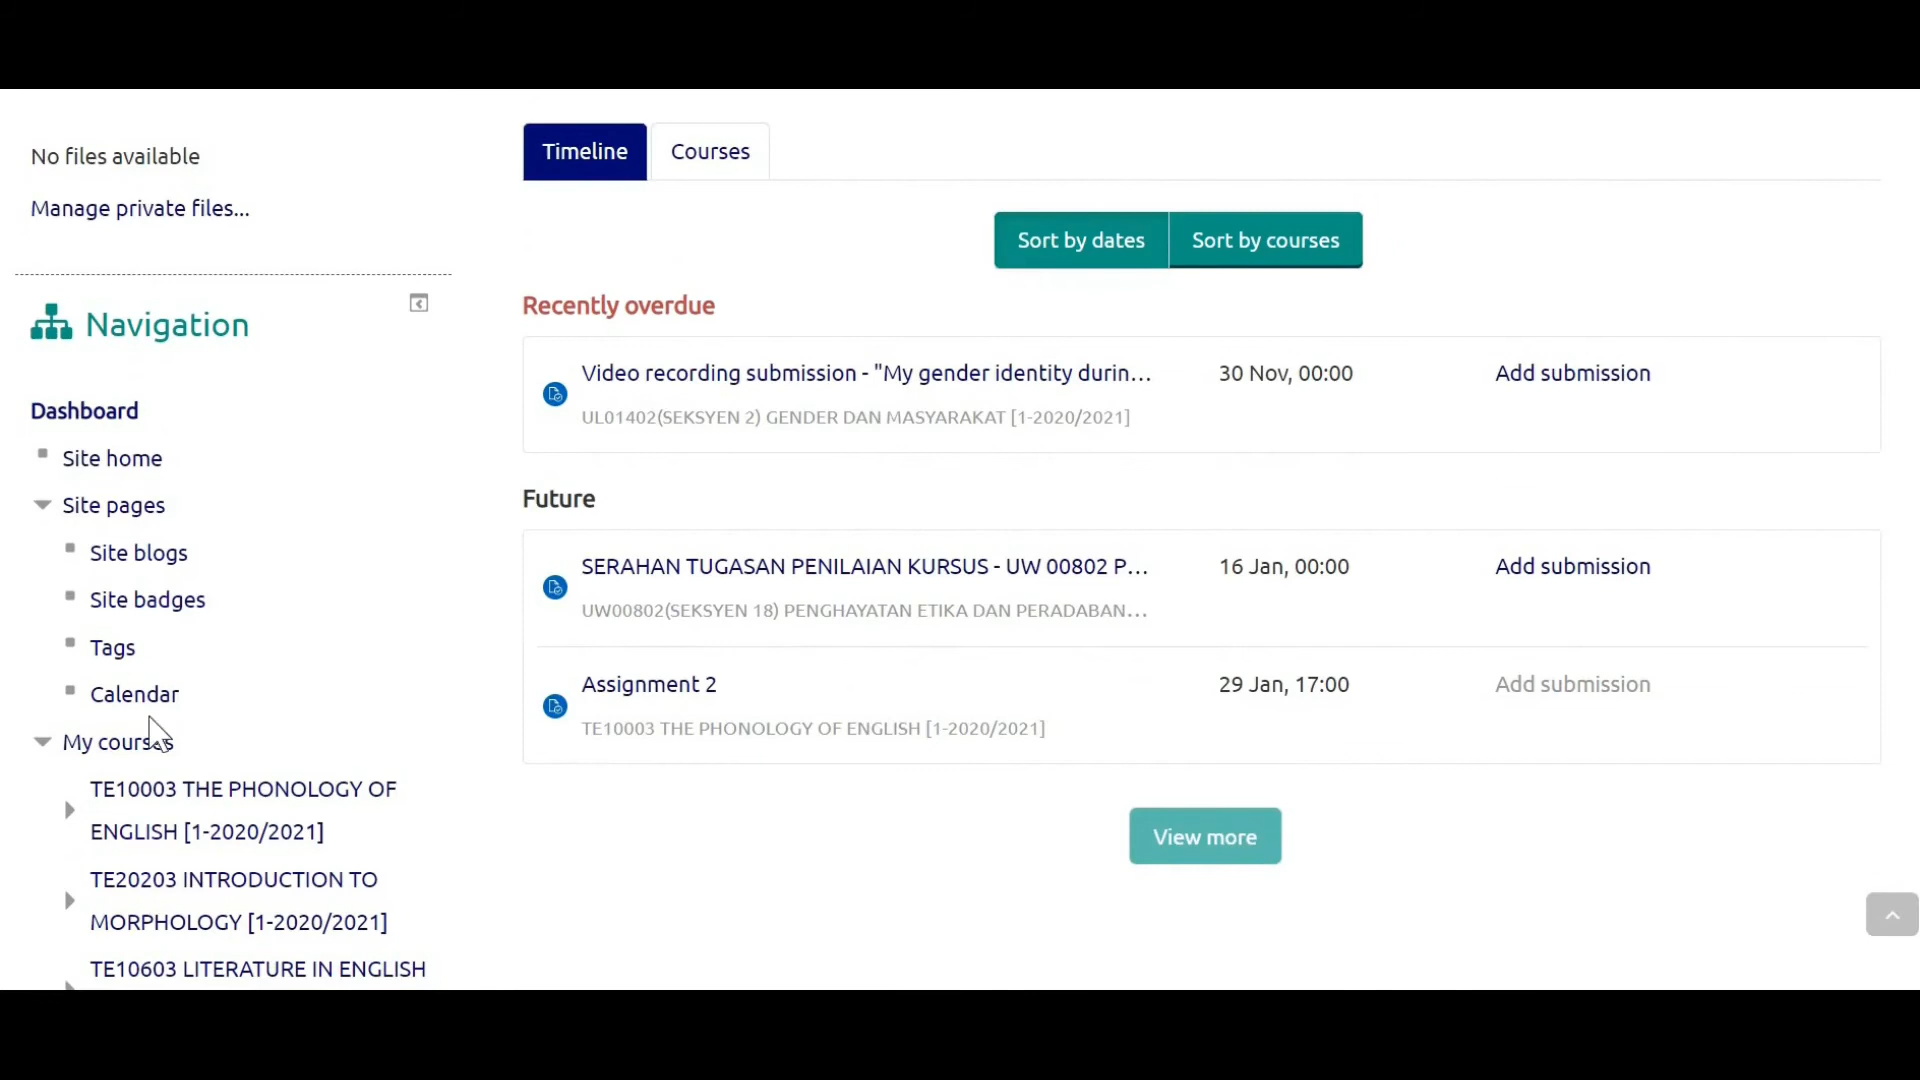 No files available
Manage private files...
Navigation
Dashboard
Site home
Site pages
Site blogs
Site badges
Tags
Calendar
My courses
TE10003 THE PHONOLOGY OF
ENGLISH [1-2020/2021]
TE20203 INTRODUCTION TO
MORPHOLOGY [1-2020/2021]
TE10603 LITERATURE IN ENGLISH
Timeline
Courses
Sort by dates
Sort by courses
Recently overdue
Video recording submission - "My gender identity durin... 30 Nov, 00:00 Add submission
UL01402(SEKSYEN 2) GENDER DAN MASYARAKAT [1-2020/2021]
Future
SERAHAN TUGASAN PENILAIAN KURSUS - UW 00802 P... 16 Jan, 00:00 Add submission
UW00802(SEKSYEN 18) PENGHAYATAN ETIKA DAN PERADABAN...
Assignment 2 29 Jan, 17:00 Add submission
TE10003 THE PHONOLOGY OF ENGLISH [1-2020/2021]
View more